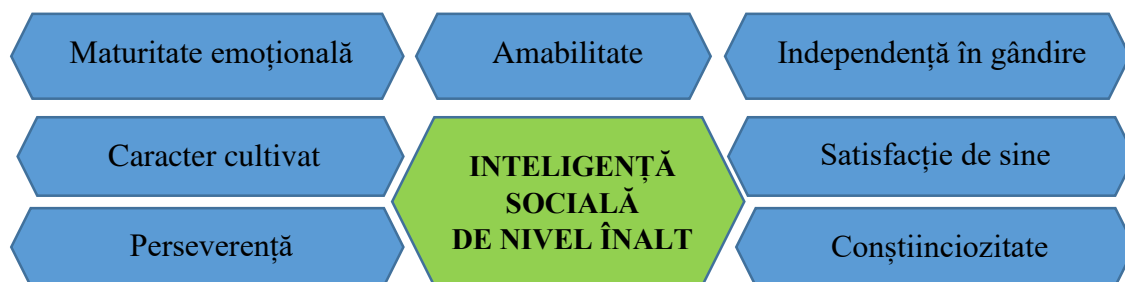 Maturitate emoțională
Amabilitate
Independență în gândire
Caracter cultivat
INTELIGENȚĂ
SOCIALĂ
DE NIVEL ÎNALT
Satisfacție de sine
Perseverență
Conștiinciozitate